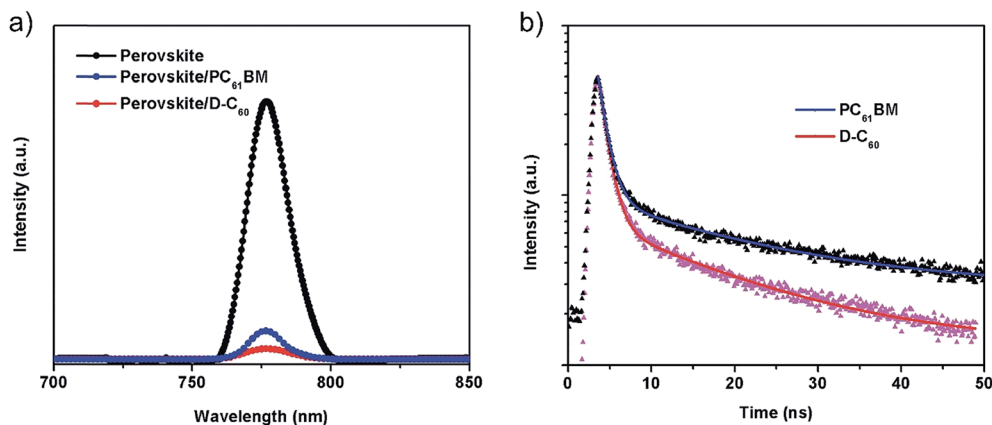 a)
Perovskite
Perovskite/PC₆₁BM
Perovskite/D-C₆₀
Intensity (a.u.)
700 750 800 850
Wavelength (nm)
b)
PC₆₁BM
D-C₆₀
Intensity (a.u.)
0 10 20 30 40 50
Time (ns)